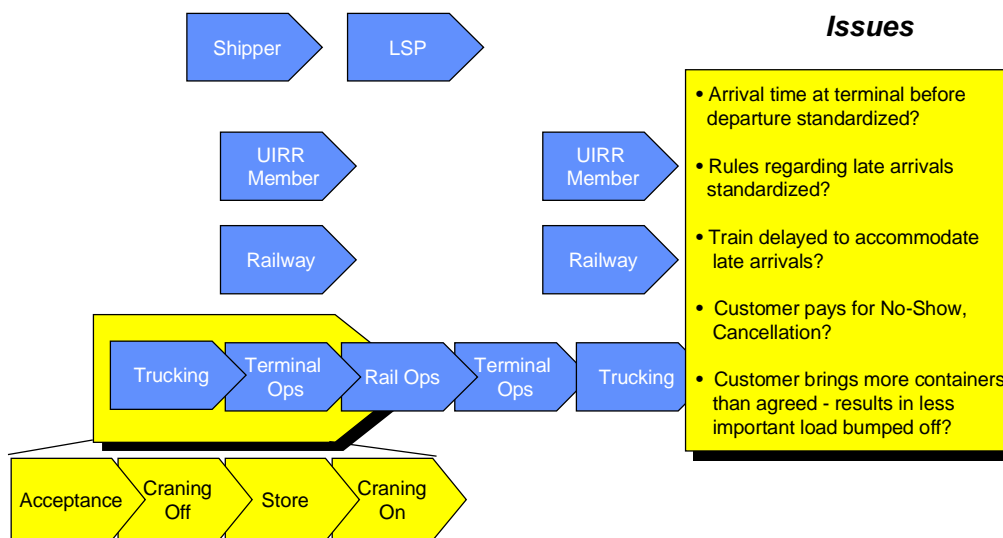 Issues
Shipper
LSP
UIRR
Member
UIRR
Member
Railway
Railway
Trucking
Terminal
Ops
Rail Ops
Terminal
Ops
Trucking
Acceptance
Craning
Off
Store
Craning
On
• Arrival time at terminal before
departure standardized?
• Rules regarding late arrivals
standardized?
• Train delayed to accommodate
late arrivals?
• Customer pays for No-Show,
Cancellation?
• Customer brings more containers
than agreed - results in less
important load bumped off?